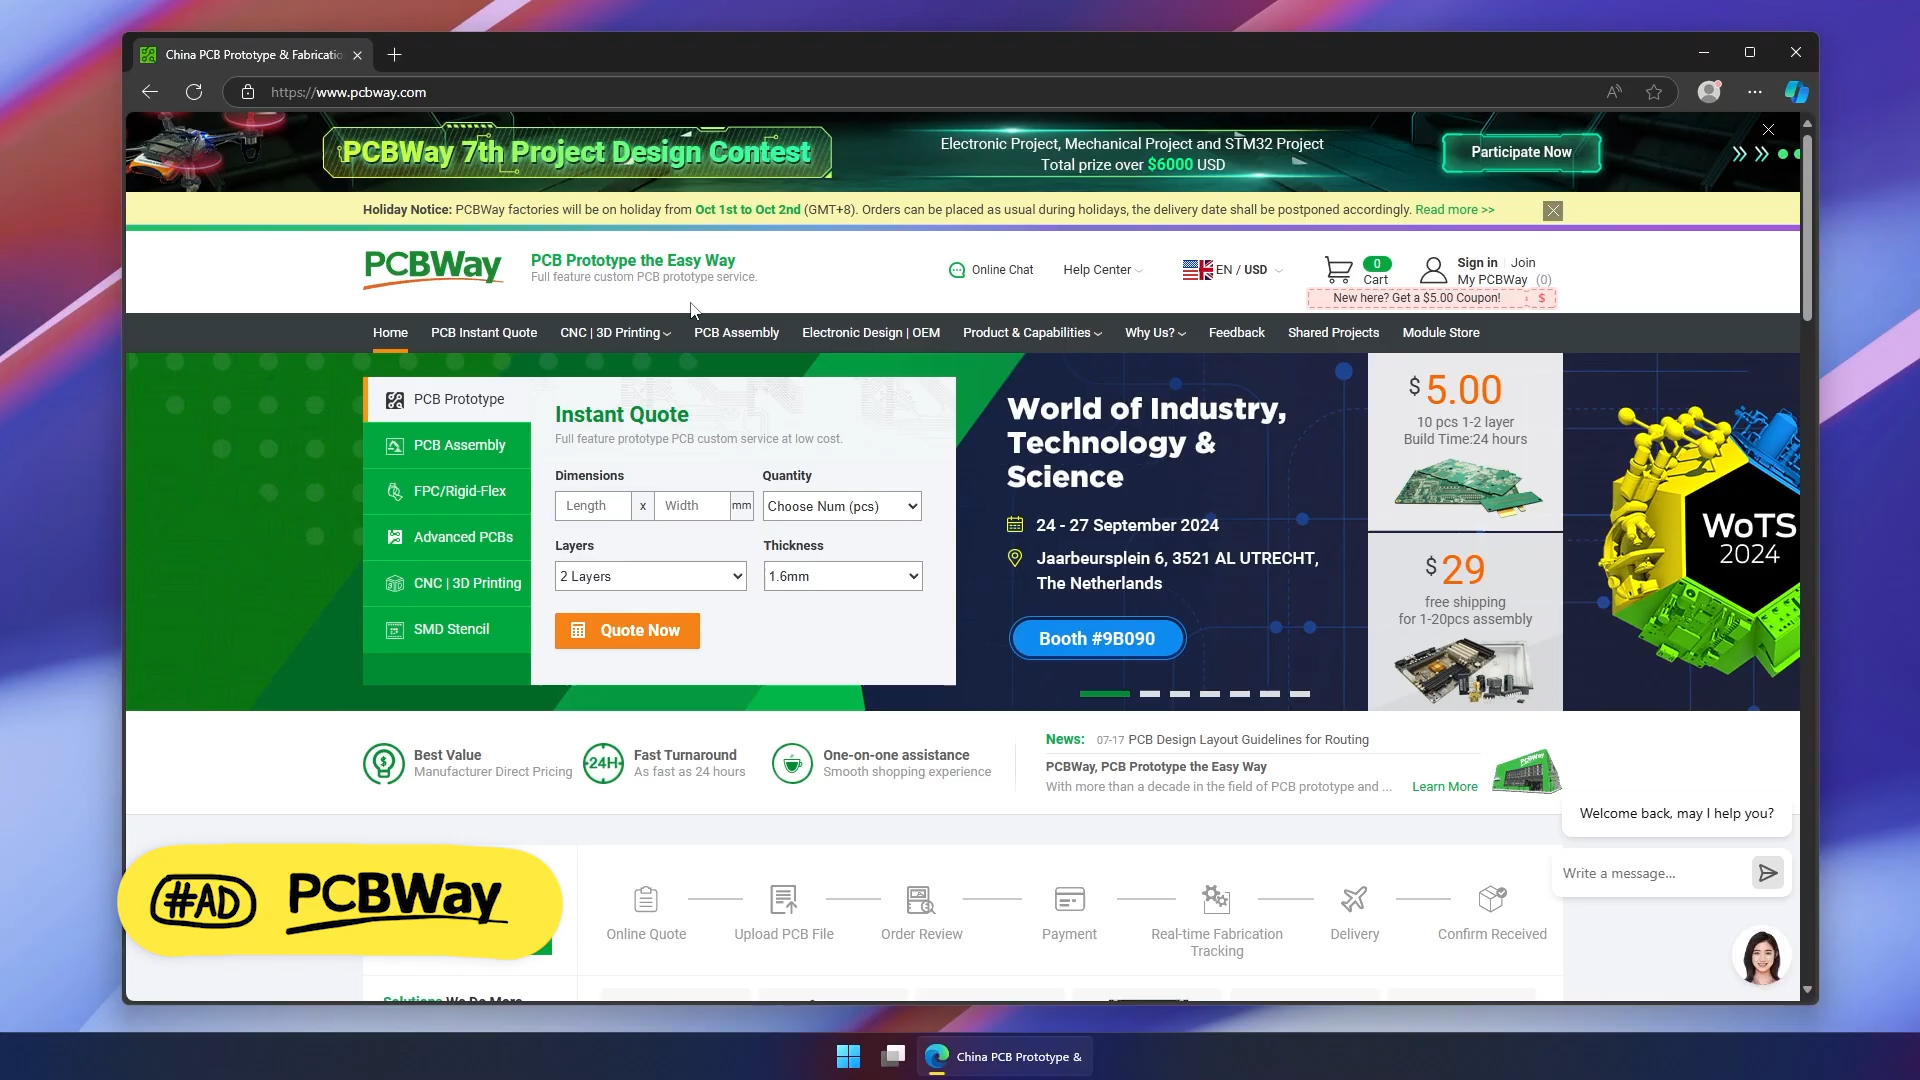 China PCB Prototype & Fabricatio
https://www.pcbway.com
PCBWay 7th Project Design Contest
Electronic Project, Mechanical Project and STM32 Project
Total prize over $6000 USD
Participate Now
Holiday Notice: PCBWay factories will be on holiday from Oct 1st to Oct 2nd (GMT+8). Orders can be placed as usual during holidays, the delivery date shall be postponed accordingly. Read more >>
PCBWay
PCB Prototype the Easy Way
Full feature custom PCB prototype service.
Online Chat
Help Center
EN / USD
0
Cart
Sign in
Join
My PCBWay (0)
New here? Get a $5.00 Coupon!
$
Home
PCB Instant Quote
CNC | 3D Printing
PCB Assembly
Electronic Design | OEM
Product & Capabilities
Why Us?
Feedback
Shared Projects
Module Store
PCB Prototype
PCB Assembly
FPC/Rigid-Flex
Advanced PCBs
CNC | 3D Printing
SMD Stencil
Instant Quote
Full feature prototype PCB custom service at low cost.
Dimensions
Quantity
Length
x
Width
mm
Choose Num (pcs)
Layers
Thickness
2 Layers
1.6mm
Quote Now
World of Industry,
Technology &
Science
24 - 27 September 2024
Jaarbeursplein 6, 3521 AL UTRECHT,
The Netherlands
Booth #9B090
$5.00
10 pcs 1-2 layer
Build Time:24 hours
$29
free shipping
for 1-20pcs assembly
WoTS
2024
Best Value
Manufacturer Direct Pricing
24H
Fast Turnaround
As fast as 24 hours
One-on-one assistance
Smooth shopping experience
News: 07-17 PCB Design Layout Guidelines for Routing
PCBWay, PCB Prototype the Easy Way
With more than a decade in the field of PCB prototype and ...
Learn More
Welcome back, may I help you?
Write a message...
#AD
PCBWay
Online Quote
Upload PCB File
Order Review
Payment
Real-time Fabrication
Tracking
Delivery
Confirm Received
Solutions We Do More
China PCB Prototype &